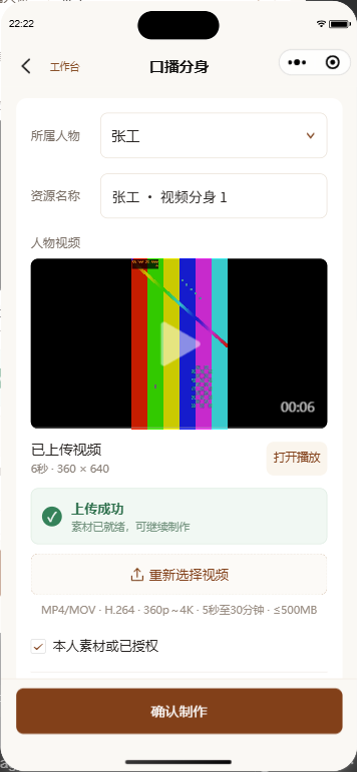 22:22
工作台
口播分身
所属人物
张工
资源名称
张工 · 视频分身 1
人物视频
00:06
已上传视频
6秒 · 360 × 640
打开播放
上传成功
素材已就绪，可继续制作
重新选择视频
MP4/MOV · H.264 · 360p～4K · 5秒至30分钟 · ≤500MB
本人素材或已授权
确认制作